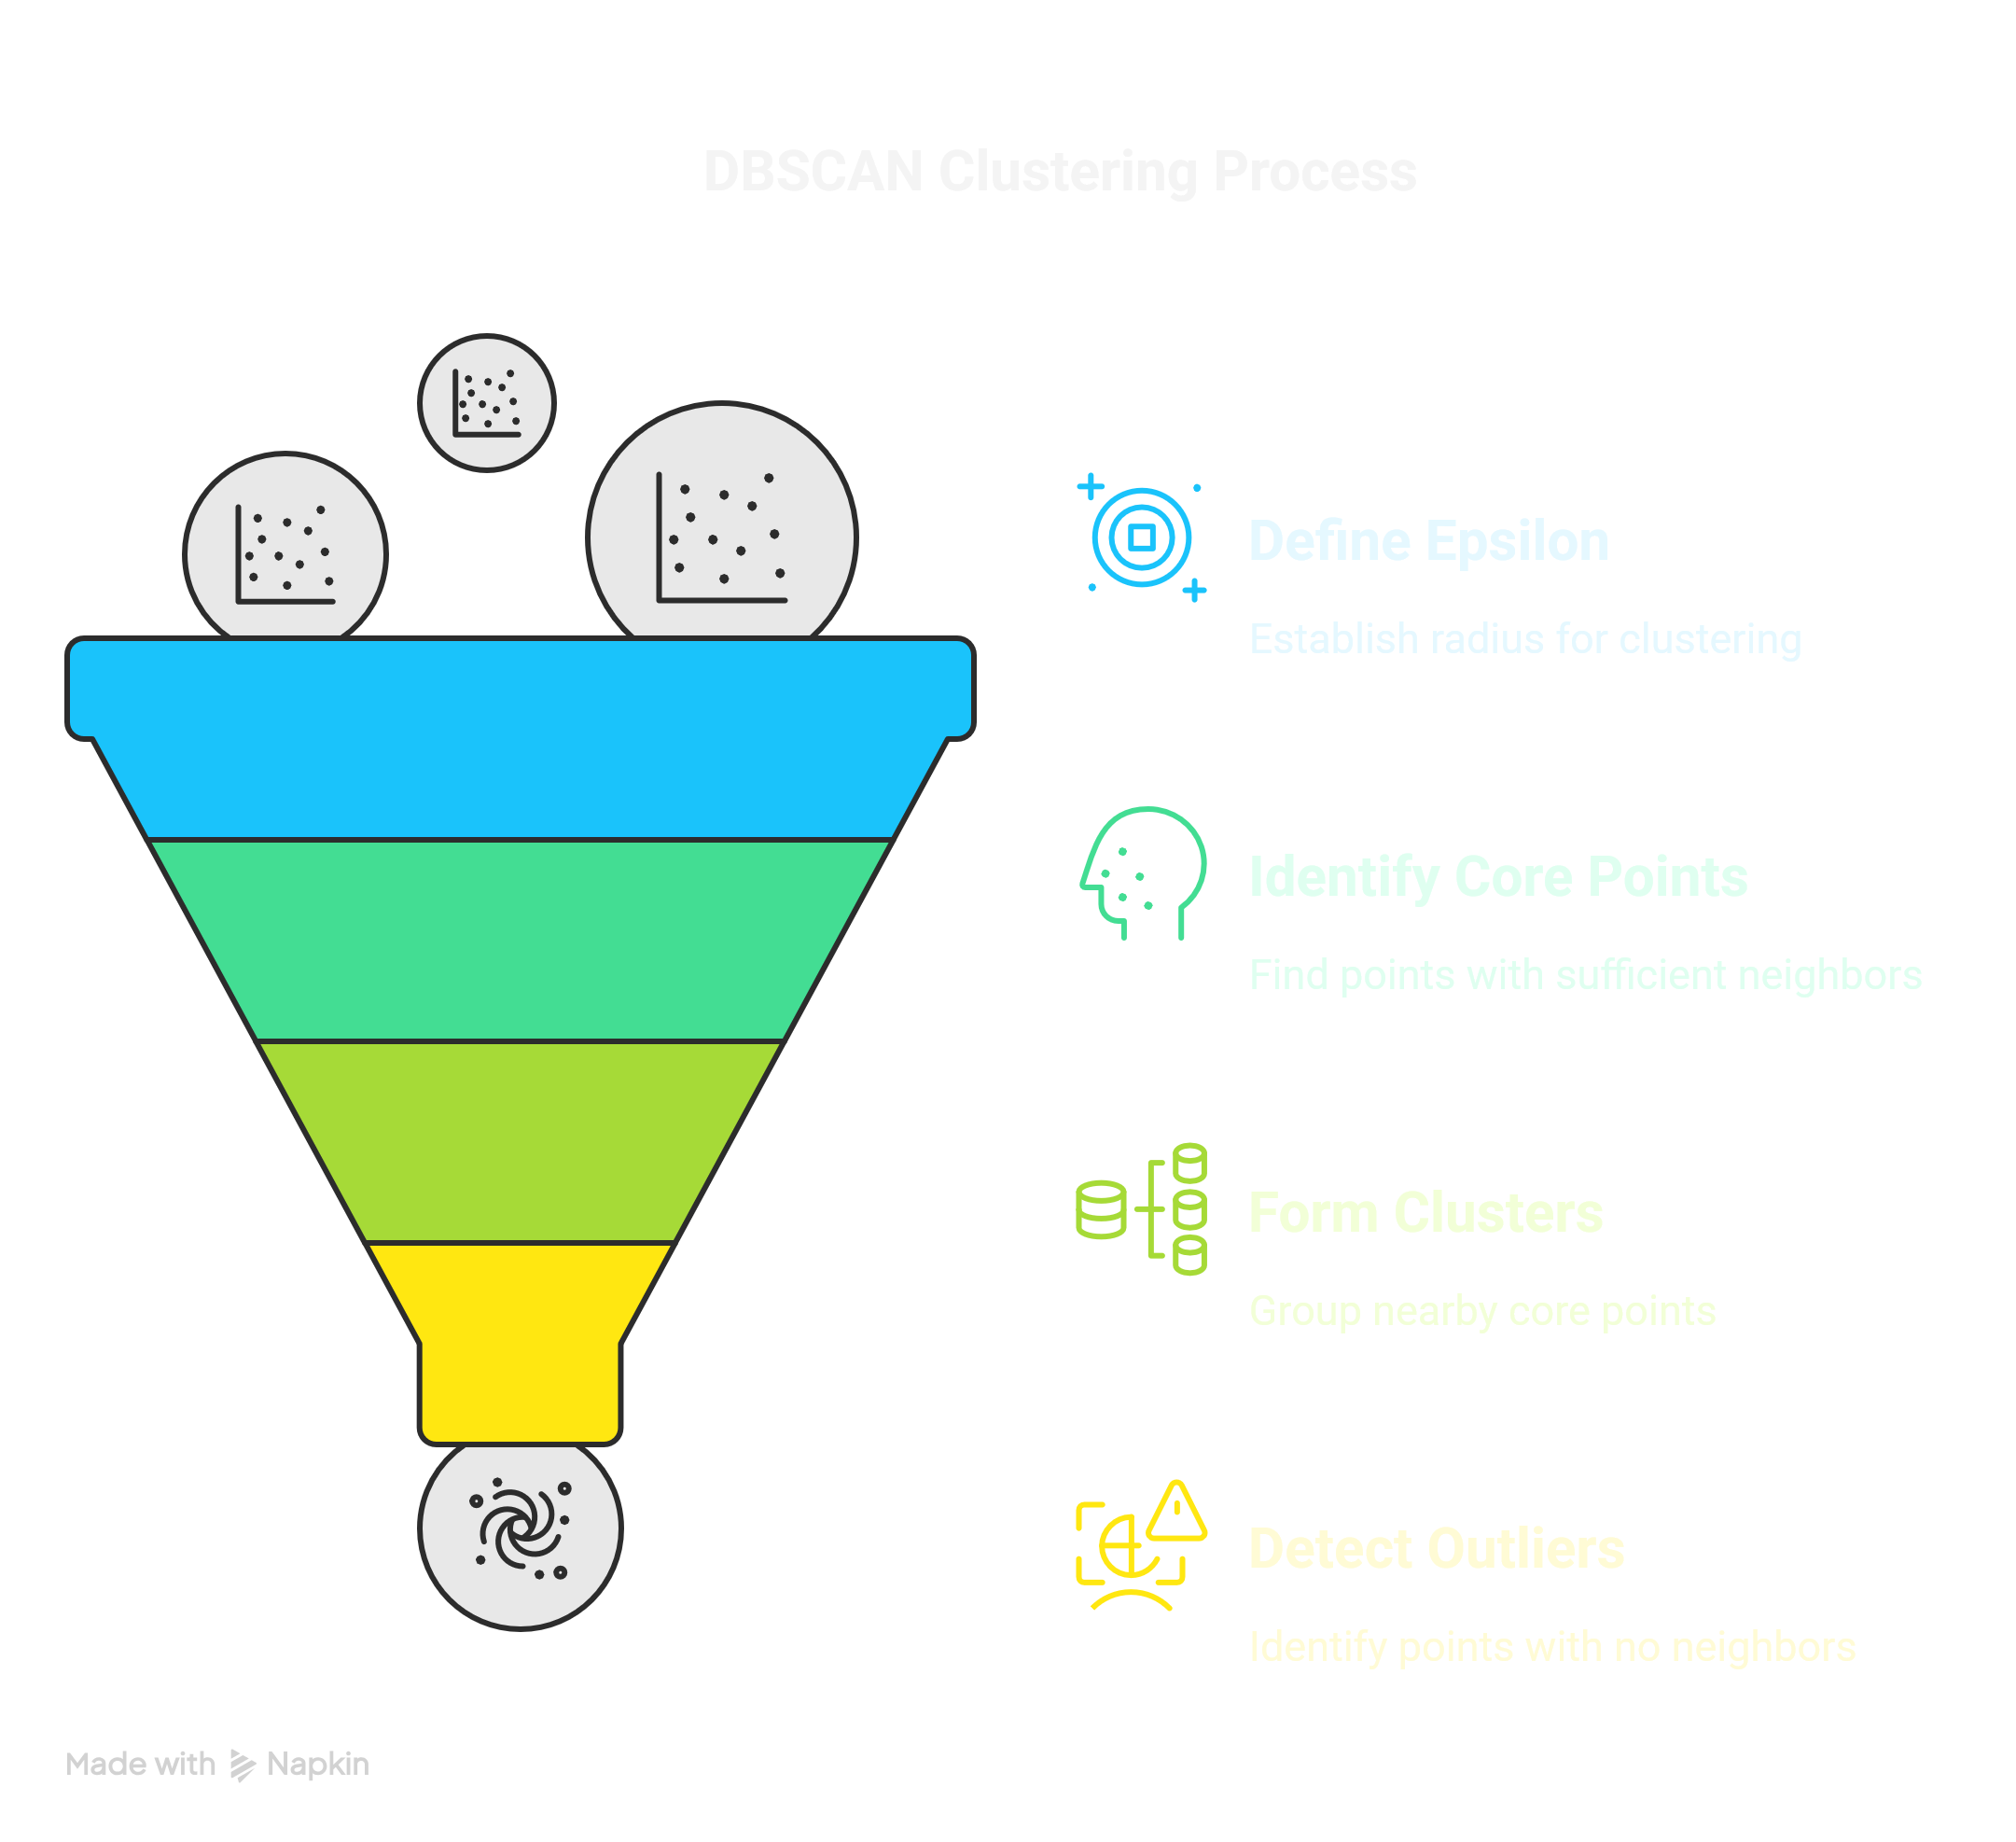 DBSCAN Clustering Process
Define Epsilon
Establish radius for clustering
Identify Core Points
Find points with sufficient neighbors
Form Clusters
Group nearby core points
Detect Outliers
Identify points with no neighbors
Made with Napkin